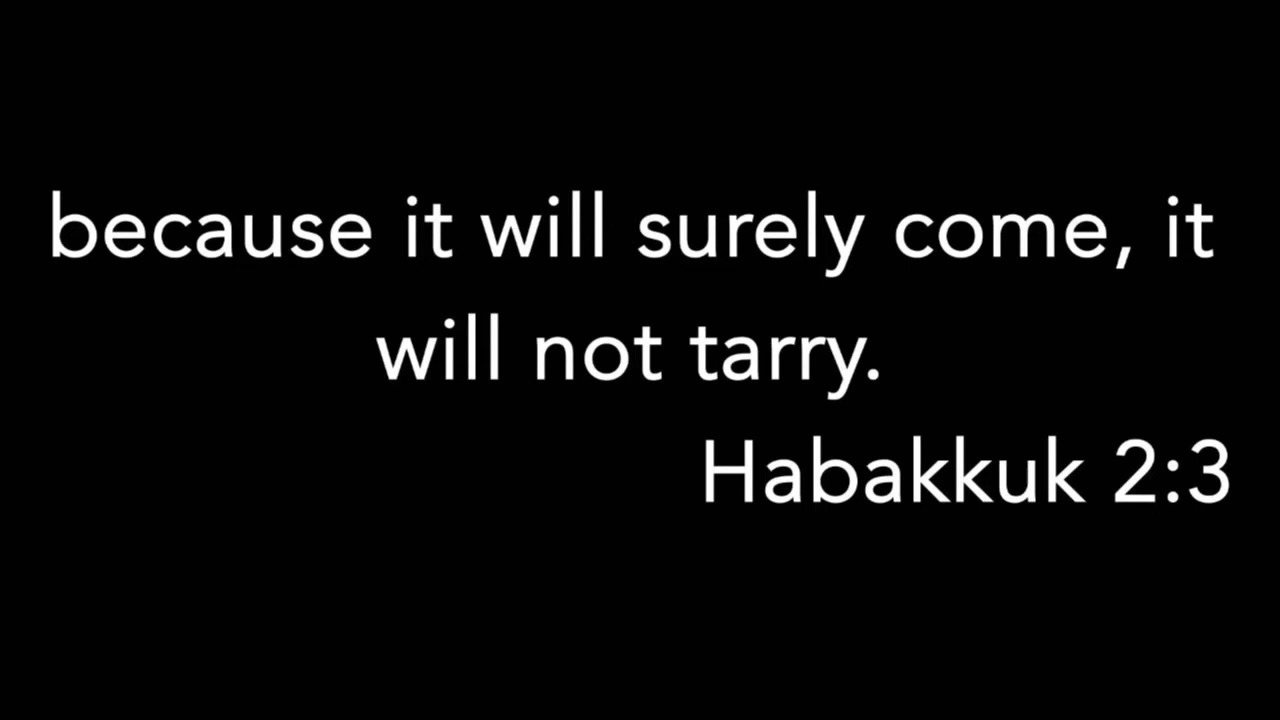 because it will surely come, it
will not tarry.
Habakkuk 2:3